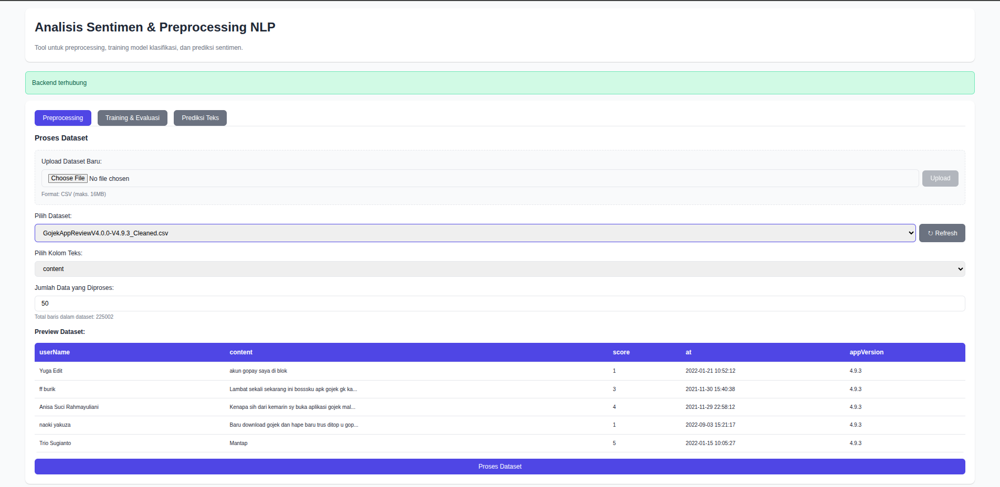 Analisis Sentimen & Preprocessing NLP
Tool untuk preprocessing, training model klasifikasi, dan prediksi sentimen.
Backend terhubung
Preprocessing Training & Evaluasi Prediksi Teks
Proses Dataset
Upload Dataset Baru:
Choose File No file chosen Upload
Format: CSV (maks. 16MB)
Pilih Dataset:
GojekAppReviewV4.0.0-V4.9.3_Cleaned.csv ↻ Refresh
Pilih Kolom Teks:
content
Jumlah Data yang Diproses:
50
Total baris dalam dataset: 225002
Preview Dataset:
userName content score at appVersion
Yuga Edit akun gopay saya di blok 1 2022-01-21 10:52:12 4.9.3
ff burik Lambat sekali sekarang ini bosssku apk gojek gk ka... 3 2021-11-30 15:40:38 4.9.3
Anisa Suci Rahmayuliani Kenapa sih dari kemarin sy buka aplikasi gojek mal... 4 2021-11-29 22:58:12 4.9.3
naoki yakuza Baru download gojek dan hape baru trus ditop u gop... 1 2022-09-03 15:21:17 4.9.3
Trio Sugianto Mantap 5 2022-01-15 10:05:27 4.9.3
Proses Dataset